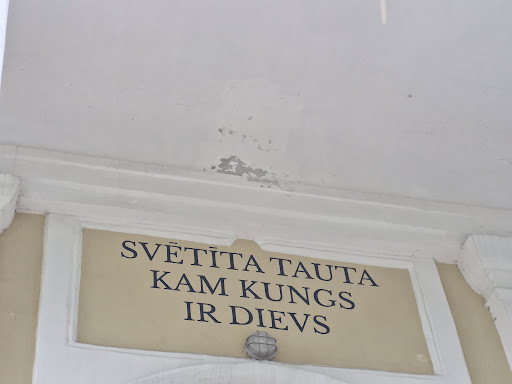 SVĒTĪTA TAUTA
KAM KUNGS
IR DIEVS